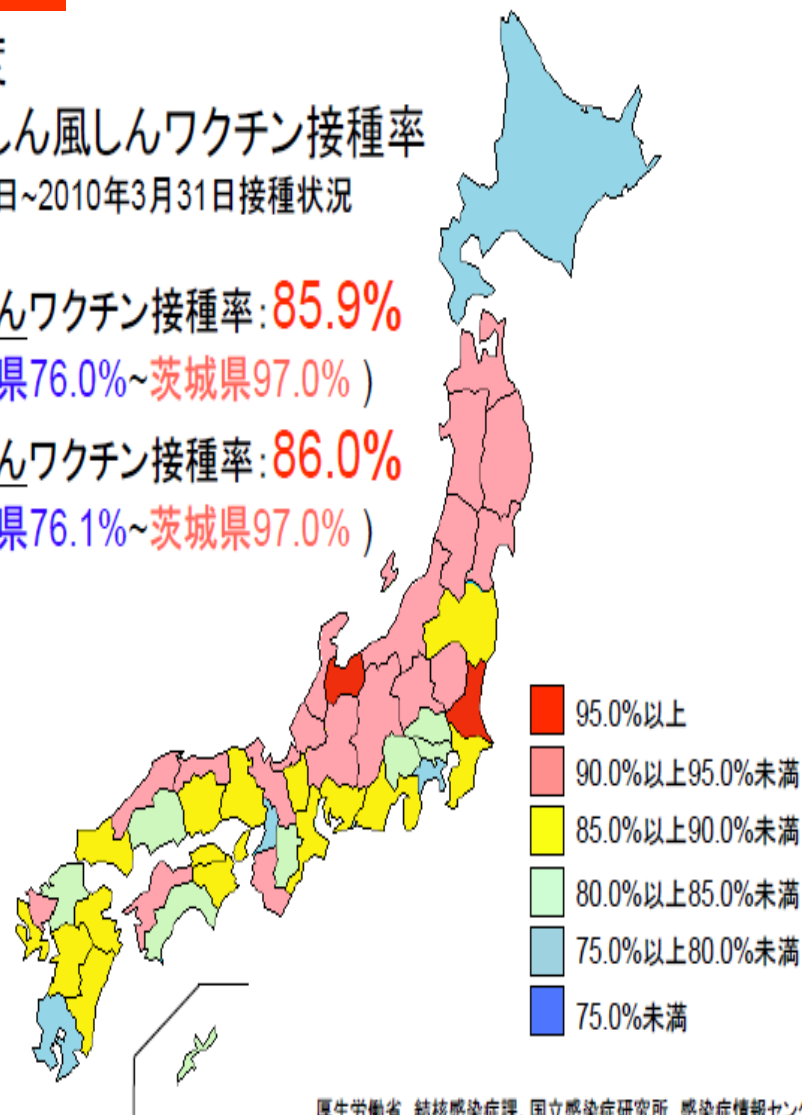 度
しん風しんワクチン接種率
日~2010年3月31日接種状況
んワクチン接種率:85.9%
県76.0%~茨城県97.0% )
んワクチン接種率:86.0%
県76.1%~茨城県97.0% )
95.0%以上
90.0%以上95.0%未満
85.0%以上90.0%未満
80.0%以上85.0%未満
75.0%以上80.0%未満
75.0%未満
厚生労働省 結核感染症課 国立感染症研究所 感染症情報セン